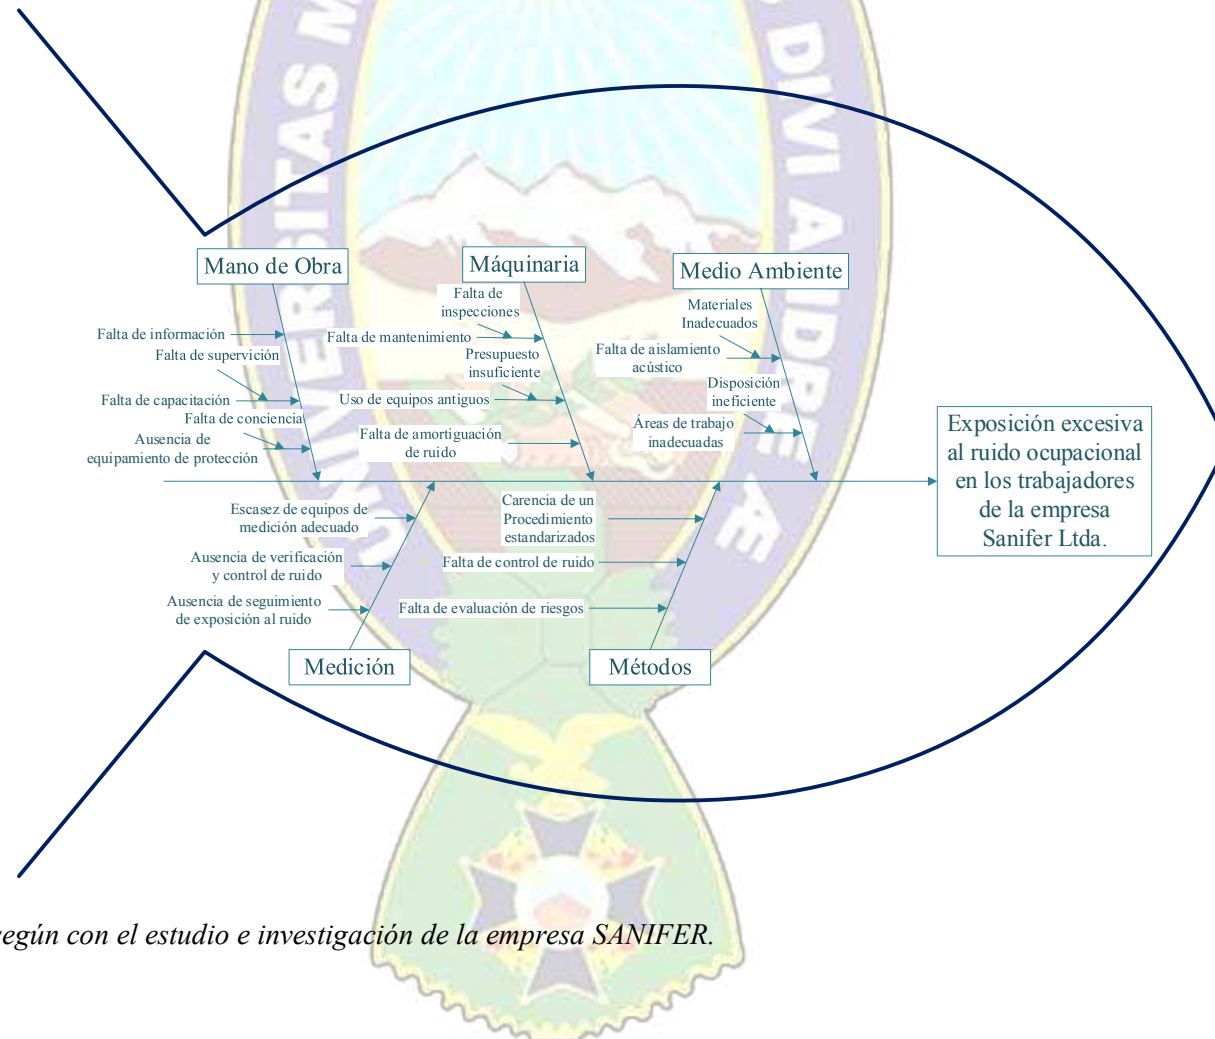 UNIVERSITAS M
DIVI ANDRE Æ
Mano de Obra
Falta de información
Falta de supervición
Falta de capacitación
Falta de conciencia
Ausencia de
equipamiento de protección
Máquinaria
Falta de
inspecciones
Falta de mantenimiento
Presupuesto
insuficiente
Uso de equipos antiguos
Falta de amortiguación
de ruido
Medio Ambiente
Materiales
Inadecuados
Falta de aislamiento
acústico
Disposición
ineficiente
Áreas de trabajo
inadecuadas
Exposición excesiva
al ruido ocupacional
en los trabajadores
de la empresa
Sanifer Ltda.
Escasez de equipos de
medición adecuado
Ausencia de verificación
y control de ruido
Ausencia de seguimiento
de exposición al ruido
Medición
Carencia de un
Procedimiento
estandarizados
Falta de control de ruido
Falta de evaluación de riesgos
Métodos
según con el estudio e investigación de la empresa SANIFER.